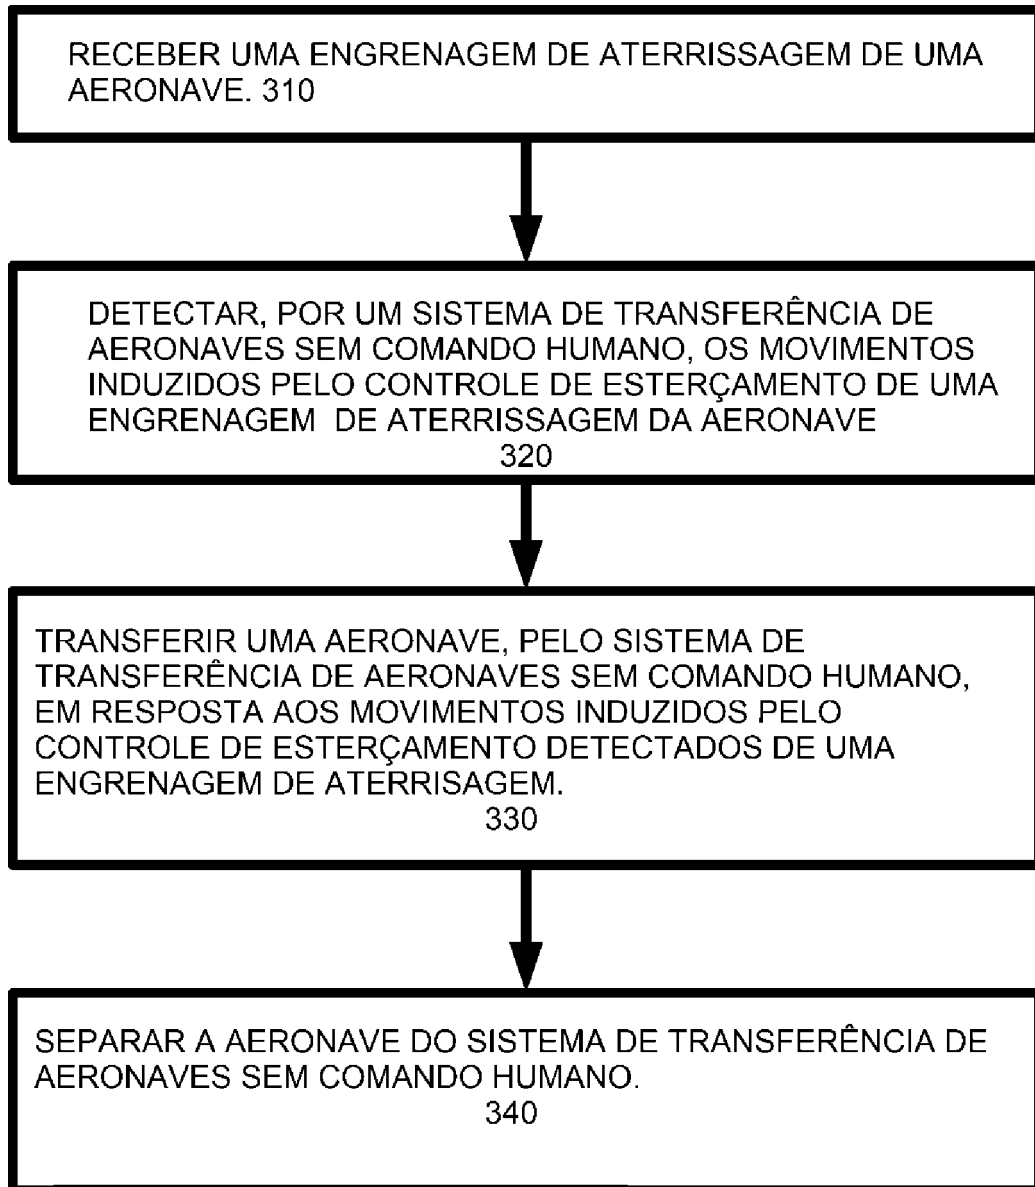 RECEBER UMA ENGRENAGEM DE ATERRISSAGEM DE UMA
AERONAVE. 310
DETECTAR, POR UM SISTEMA DE TRANSFERÊNCIA DE
AERONAVES SEM COMANDO HUMANO, OS MOVIMENTOS
INDUZIDOS PELO CONTROLE DE ESTERÇAMENTO DE UMA
ENGRENAGEM DE ATERRISSAGEM DA AERONAVE
320
TRANSFERIR UMA AERONAVE, PELO SISTEMA DE
TRANSFERÊNCIA DE AERONAVES SEM COMANDO HUMANO,
EM RESPOSTA AOS MOVIMENTOS INDUZIDOS PELO
CONTROLE DE ESTERÇAMENTO DETECTADOS DE UMA
ENGRENAGEM DE ATERRISAGEM.
330
SEPARAR A AERONAVE DO SISTEMA DE TRANSFERÊNCIA DE
AERONAVES SEM COMANDO HUMANO.
340